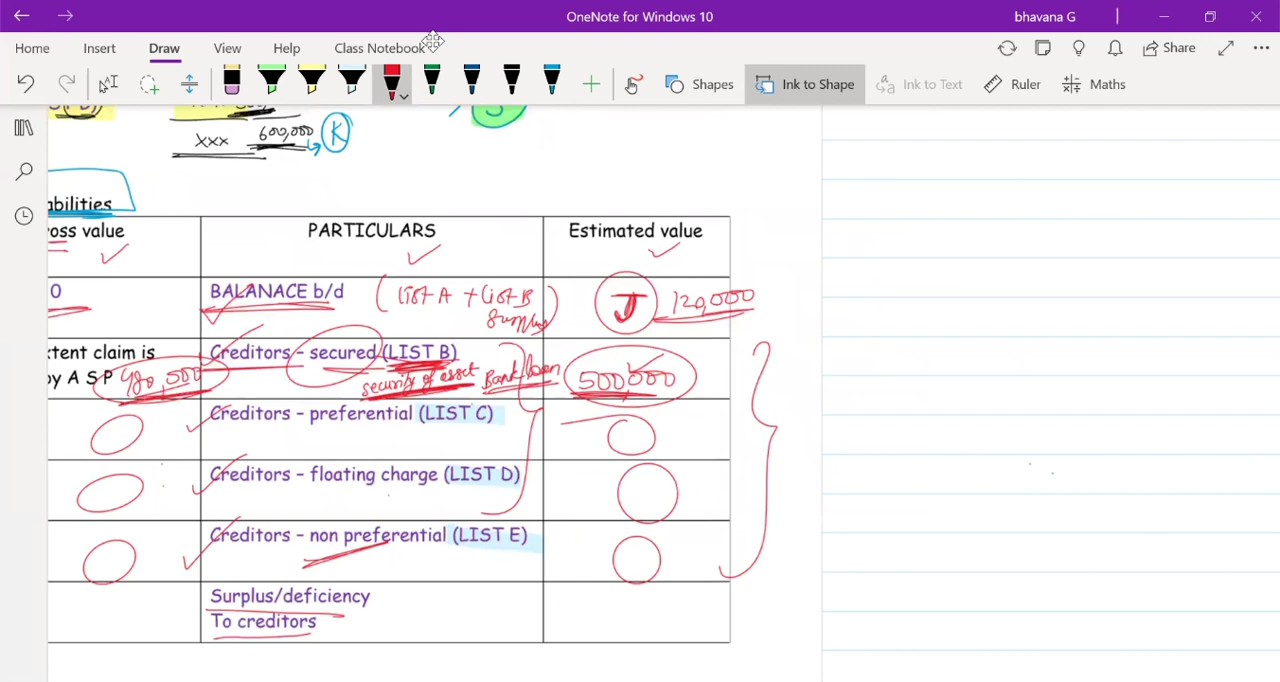 OneNote for Windows 10
bhavana G
Home Insert Draw View Help Class Notebook
Share
Shapes Ink to Shape Ink to Text Ruler Maths
xxx 600,000 K
abilities
oss value PARTICULARS Estimated value
0 BALANACE b/d (List A + List B Surplus) J 120,000
xtent claim is Creditors – secured (LIST B)
by A S P 480,000 security of asset Bank loan 500000
Creditors – preferential (LIST C)
Creditors – floating charge (LIST D)
Creditors – non preferential (LIST E)
Surplus/deficiency
To creditors